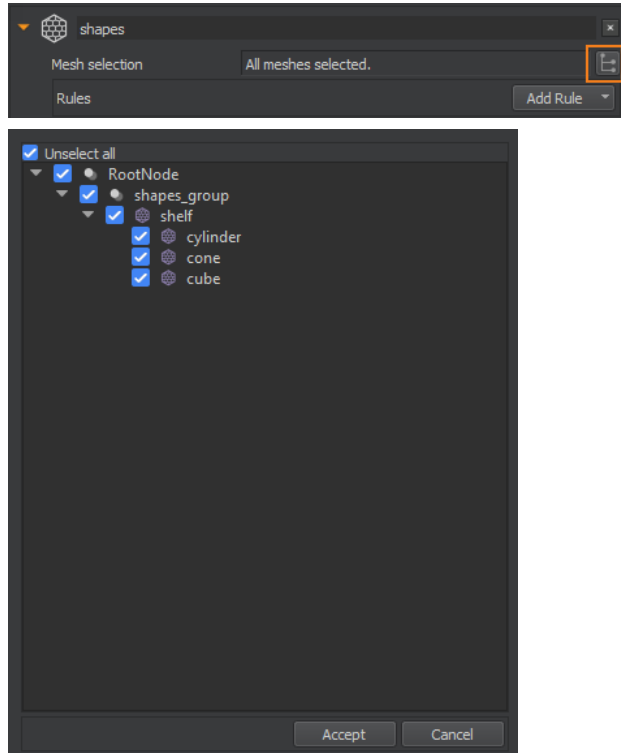 shapes
Mesh selection All meshes selected.
Rules Add Rule
Unselect all
RootNode
shapes_group
shelf
cylinder
cone
cube
Accept Cancel